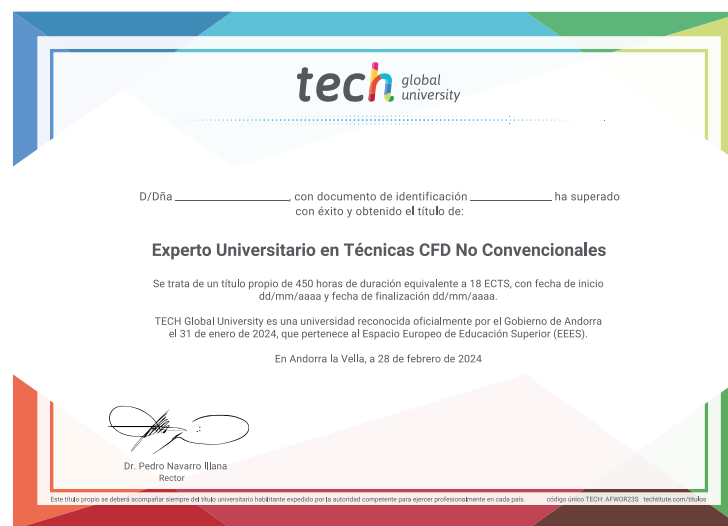 tech global university
D/Dña ______________, con documento de identificación __________ ha superado
con éxito y obtenido el título de:
Experto Universitario en Técnicas CFD No Convencionales
Se trata de un título propio de 450 horas de duración equivalente a 18 ECTS, con fecha de inicio
dd/mm/aaaa y fecha de finalización dd/mm/aaaa.
TECH Global University es una universidad reconocida oficialmente por el Gobierno de Andorra
el 31 de enero de 2024, que pertenece al Espacio Europeo de Educación Superior (EEES).
En Andorra la Vella, a 28 de febrero de 2024
Dr. Pedro Navarro Illana
Rector
Este título propio se deberá acompañar siempre del título universitario habilitante expedido por la autoridad competente para ejercer profesionalmente en cada país. código único TECH: AFWOR23S techtitute.com/titulos